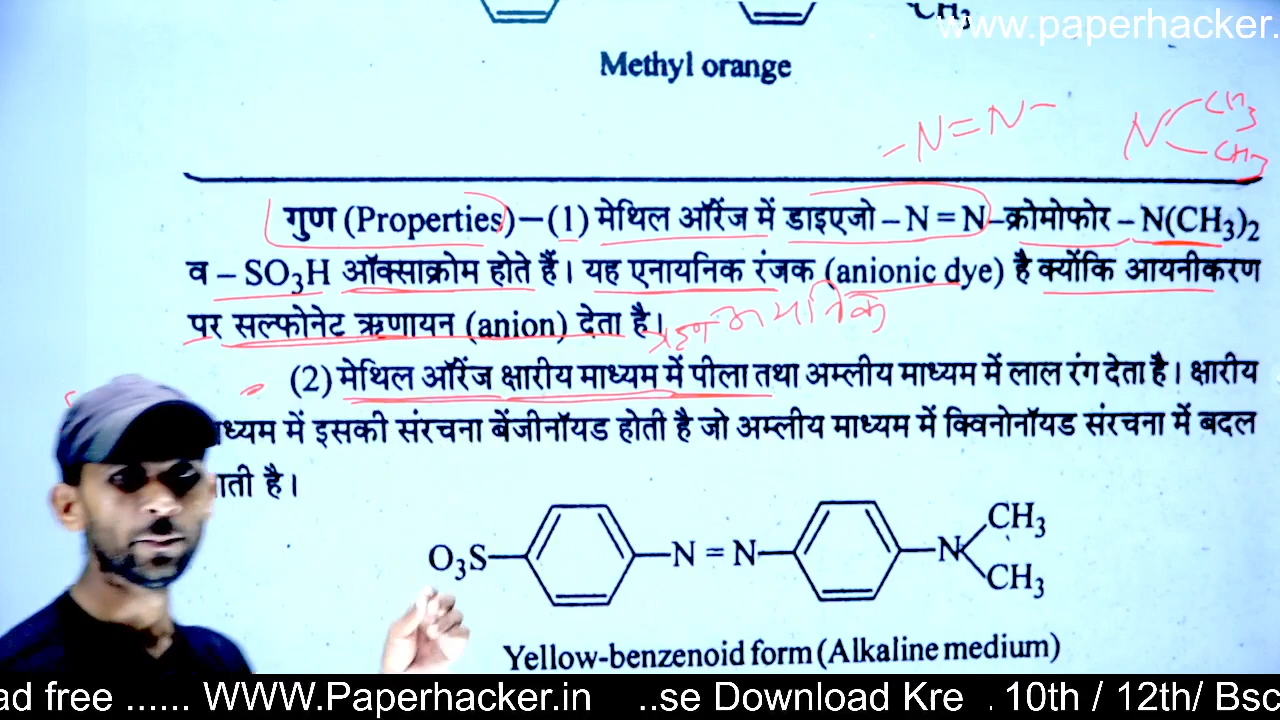 CH3
www.paperhacker.
Methyl orange
-N=N-
N CH3
CH3
गुण (Properties)—(1) मेथिल ऑरेंज में डाइएजो – N = N–क्रोमोफोर – N(CH3)2
व – SO3H ऑक्साक्रोम होते हैं। यह एनायनिक रंजक (anionic dye) है क्योंकि आयनीकरण
पर सल्फोनेट ऋणायन (anion) देता है।
(2) मेथिल ऑरेंज क्षारीय माध्यम में पीला तथा अम्लीय माध्यम में लाल रंग देता है। क्षारीय
ाध्यम में इसकी संरचना बेंजीनॉयड होती है जो अम्लीय माध्यम में क्विनोनॉयड संरचना में बदल
ाती है।
O3S N = N N CH3
CH3
Yellow-benzenoid form (Alkaline medium)
ad free ...... WWW.Paperhacker.in ..se Download Kre . 10th / 12th/ Bsc